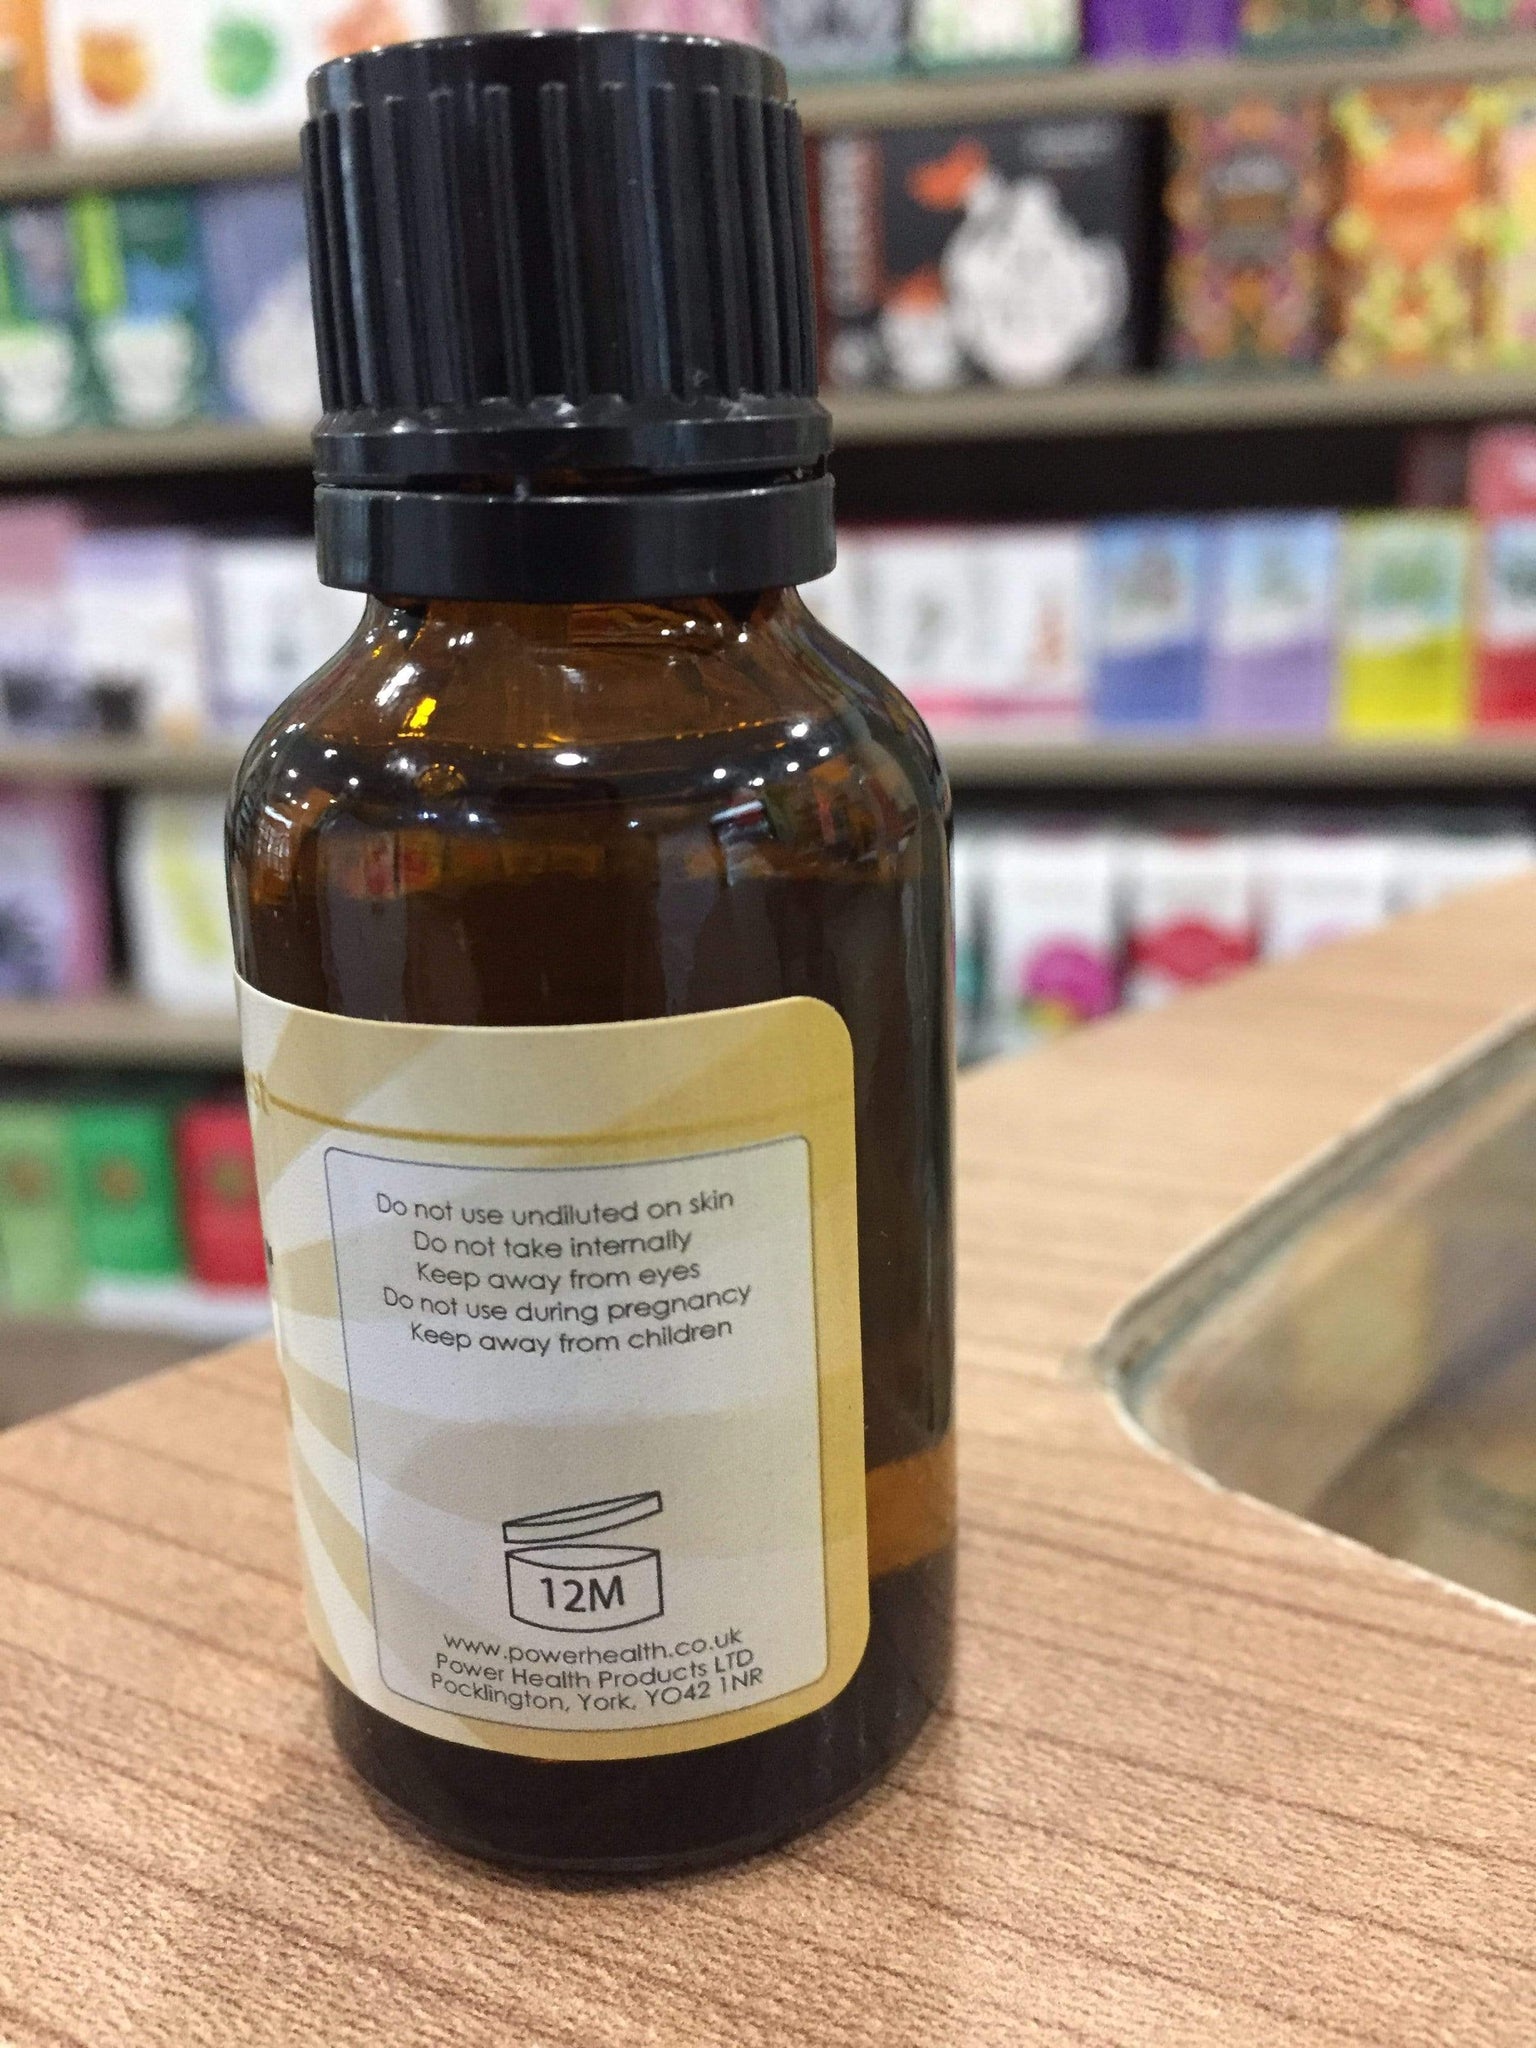 Do not use undiluted on skin
Do not take internally
Keep away from eyes
Do not use during pregnancy
Keep away from children
12M
www.powerhealth.co.uk
Power Health Products LTD
Pocklington, York, YO42 1NR